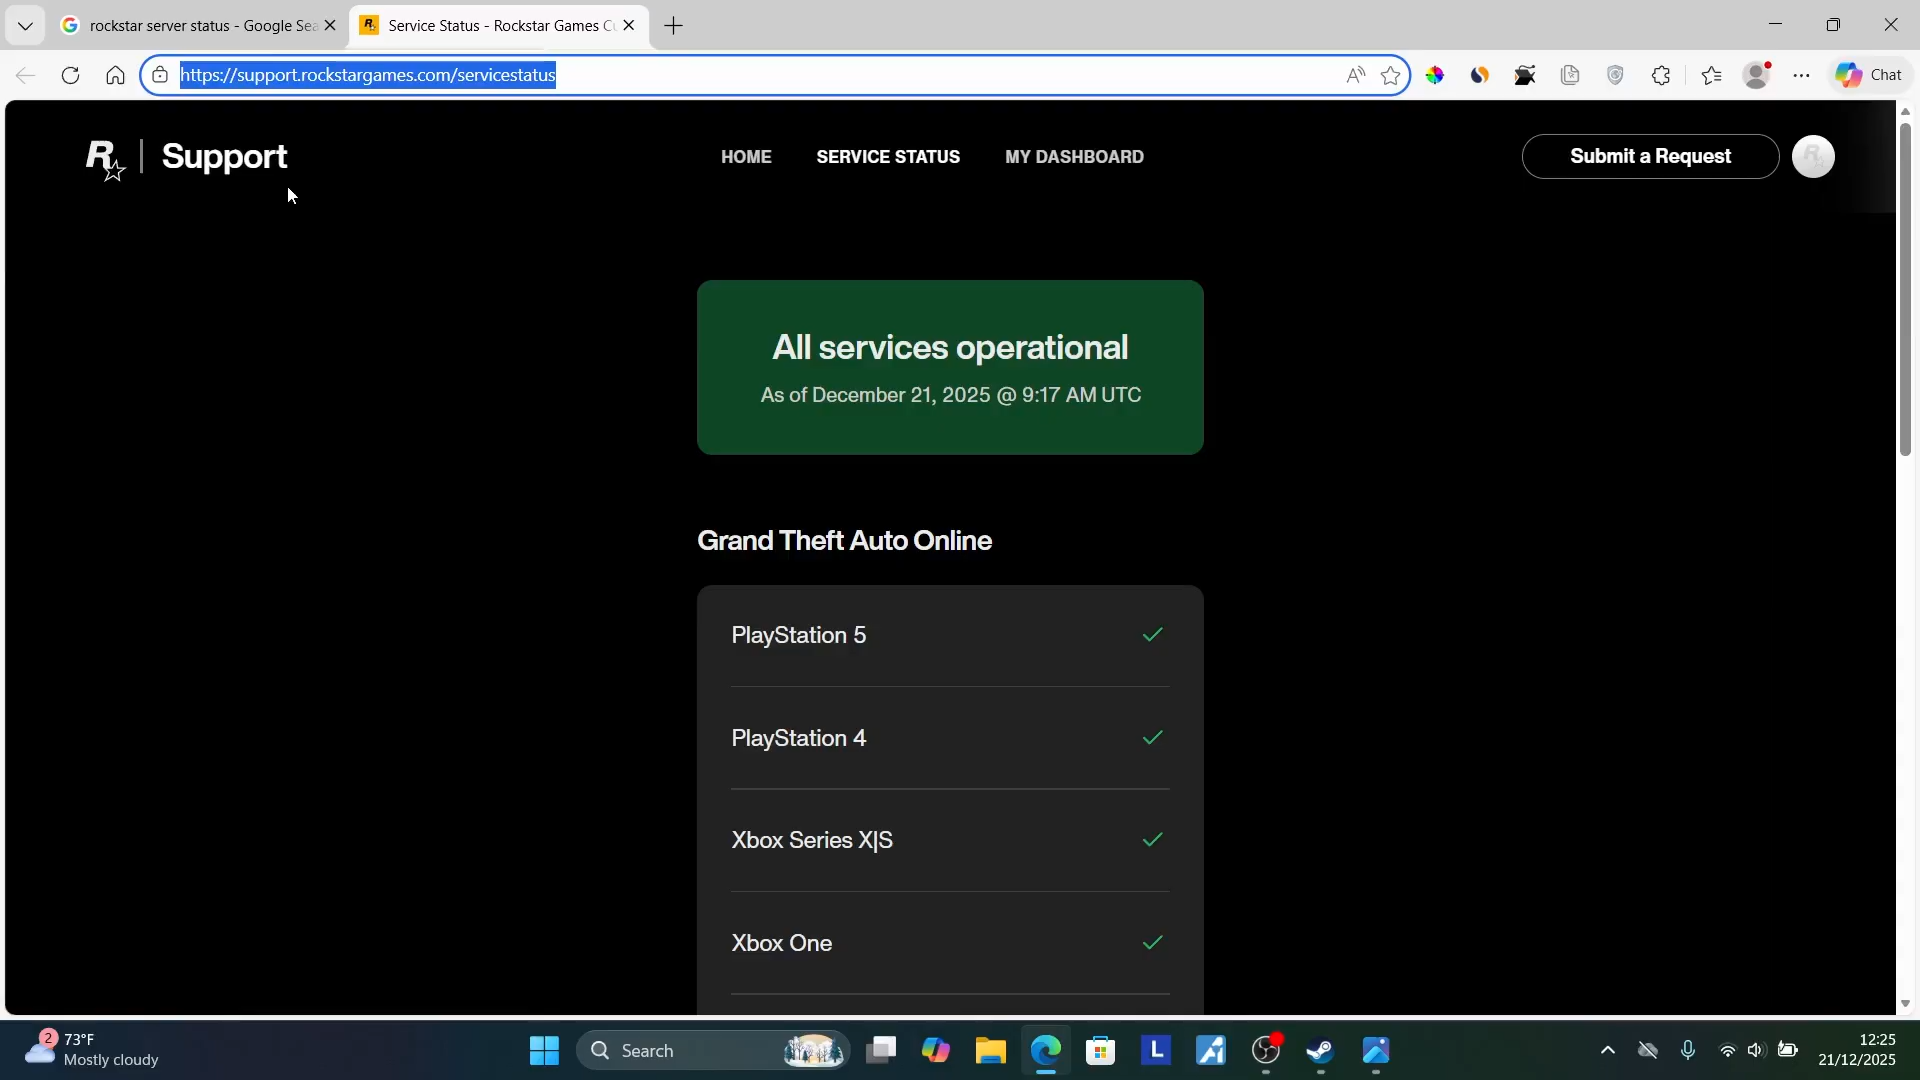 rockstar server status - Google Sea
Service Status - Rockstar Games Cu
https://support.rockstargames.com/servicestatus
Chat
R
Support
HOME
SERVICE STATUS
MY DASHBOARD
Submit a Request
All services operational
As of December 21, 2025 @ 9:17 AM UTC
Grand Theft Auto Online
PlayStation 5
PlayStation 4
Xbox Series X|S
Xbox One
2
73°F
Mostly cloudy
Search
L
12:25
21/12/2025